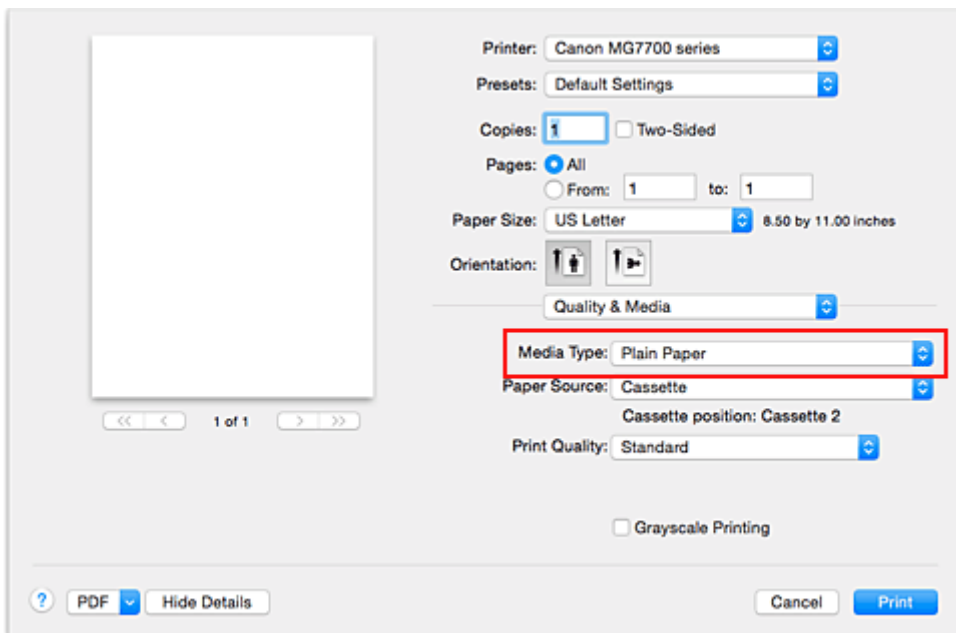 Printer: Canon MG7700 series
Presets: Default Settings
Copies: 1 Two-Sided
Pages: All
From: 1 to: 1
Paper Size: US Letter 8.50 by 11.00 inches
Orientation:
Quality & Media
Media Type: Plain Paper
Paper Source: Cassette
Cassette position: Cassette 2
<< < 1 of 1 > >>
Print Quality: Standard
Grayscale Printing
? PDF Hide Details Cancel Print